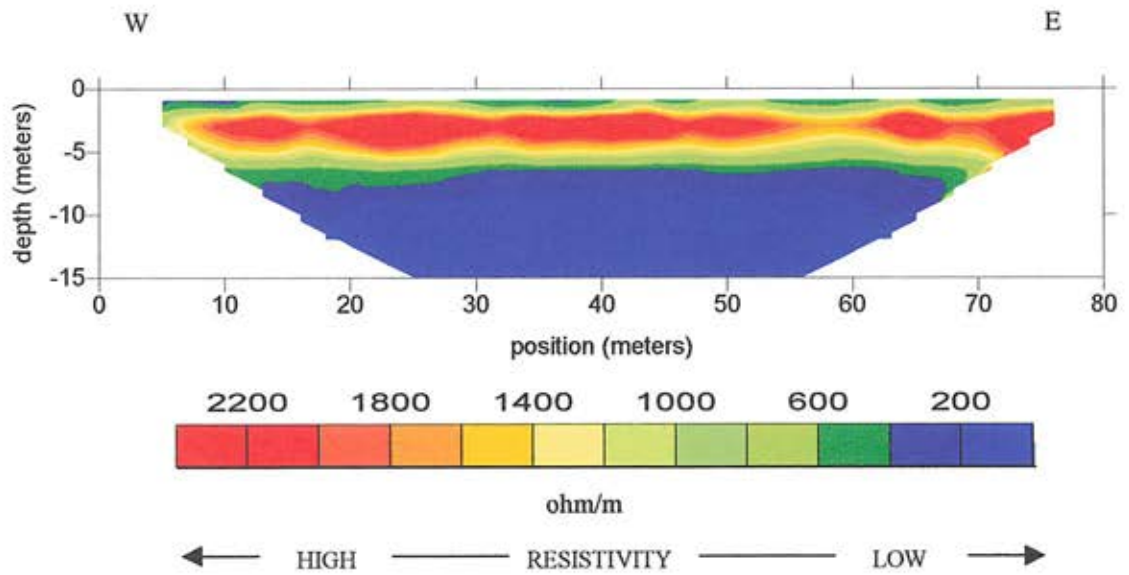 W E
0
-5
-10
-15
depth (meters)
0 10 20 30 40 50 60 70 80
position (meters)
2200 1800 1400 1000 600 200
ohm/m
HIGH RESISTIVITY LOW